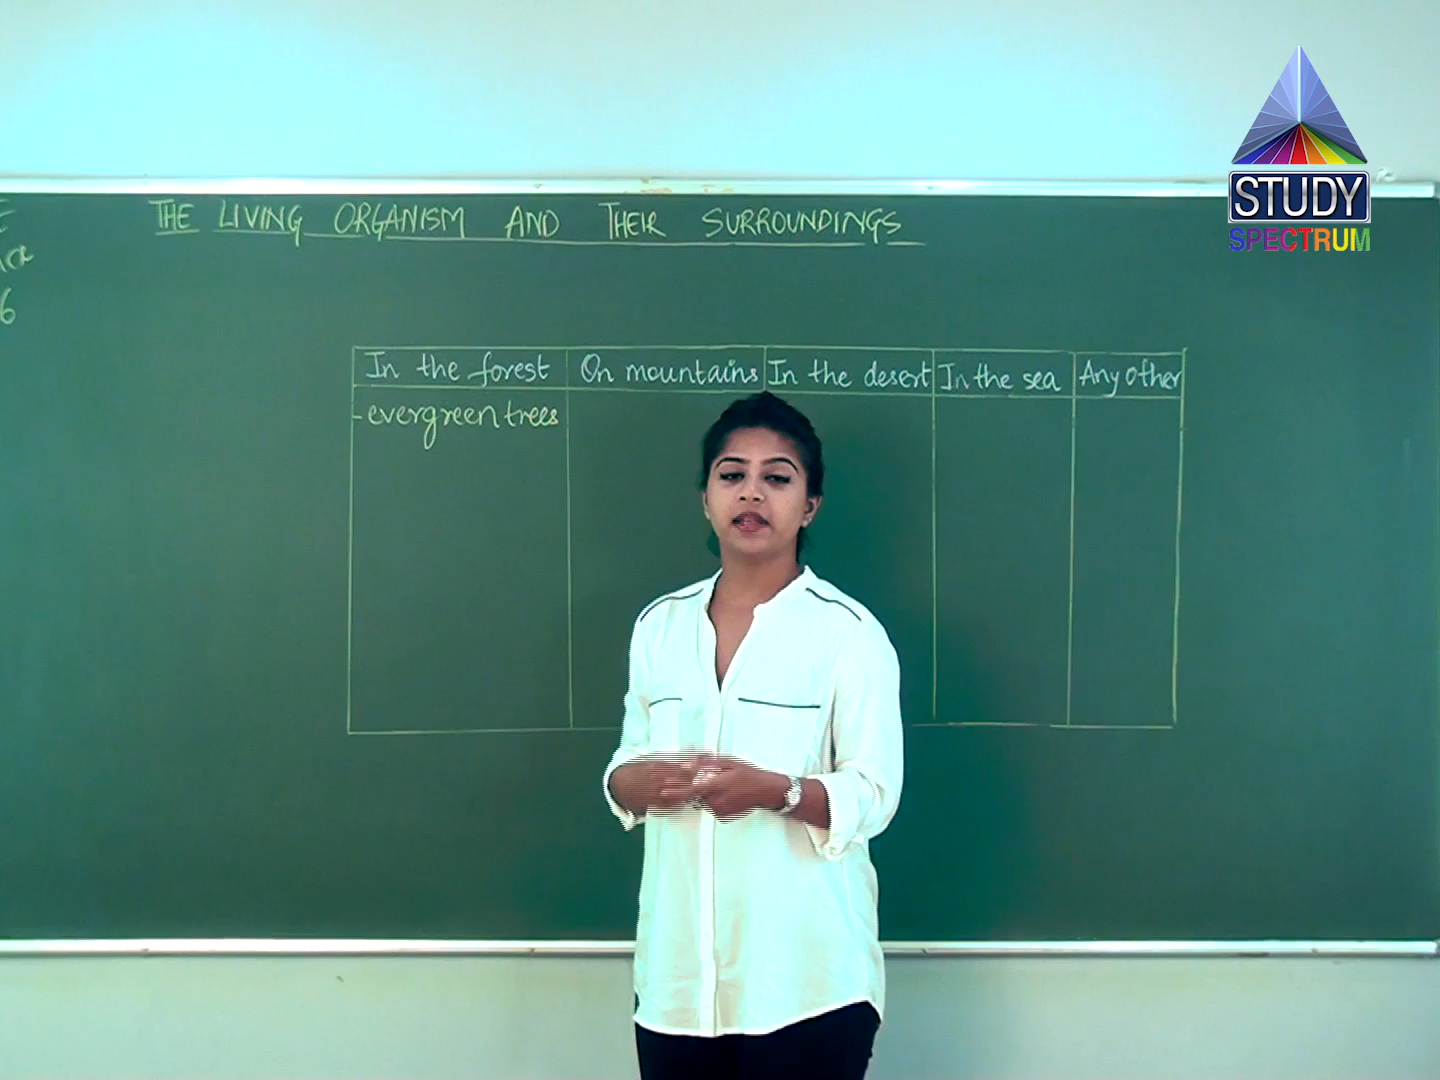 THE LIVING ORGANISM AND THEIR SURROUNDINGS
6
In the forest
On mountains
In the desert
In the sea
Any other
- evergreen trees
STUDY
SPECTRUM